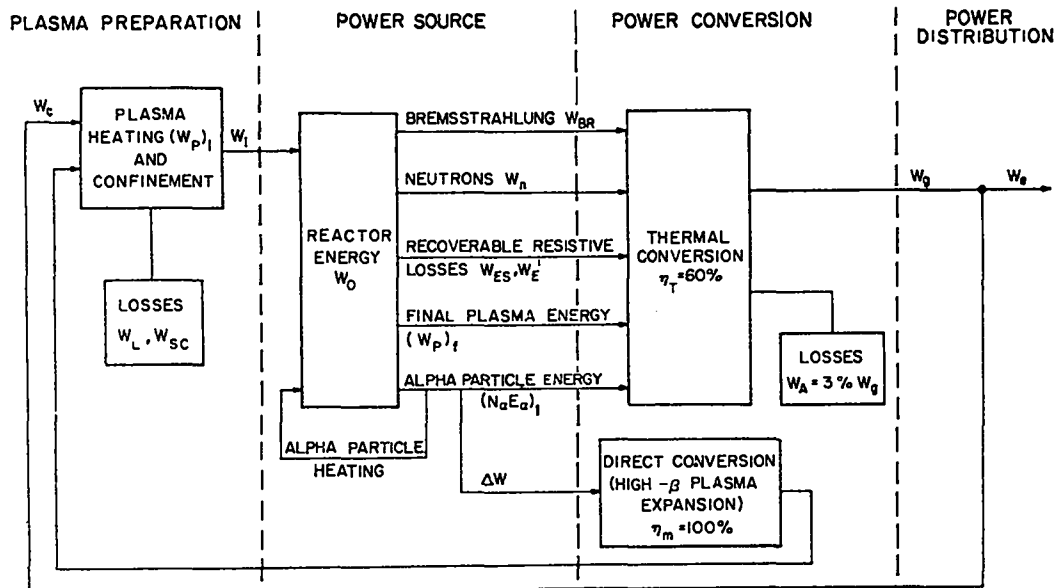 PLASMA PREPARATION
POWER SOURCE
POWER CONVERSION
POWER
DISTRIBUTION
W_c
PLASMA
HEATING (W_P)_I
AND
CONFINEMENT
W_I
LOSSES
W_L, W_SC
REACTOR
ENERGY
W_O
BREMSSTRAHLUNG W_BR
NEUTRONS W_n
RECOVERABLE RESISTIVE
LOSSES W_ES, W_E'
FINAL PLASMA ENERGY
(W_P)_f
ALPHA PARTICLE ENERGY
(N_αE_α)_l
ALPHA PARTICLE
HEATING
ΔW
THERMAL
CONVERSION
η_T=60%
LOSSES
W_A = 3% W_g
DIRECT CONVERSION
(HIGH-β PLASMA
EXPANSION)
η_m=100%
W_g
W_e